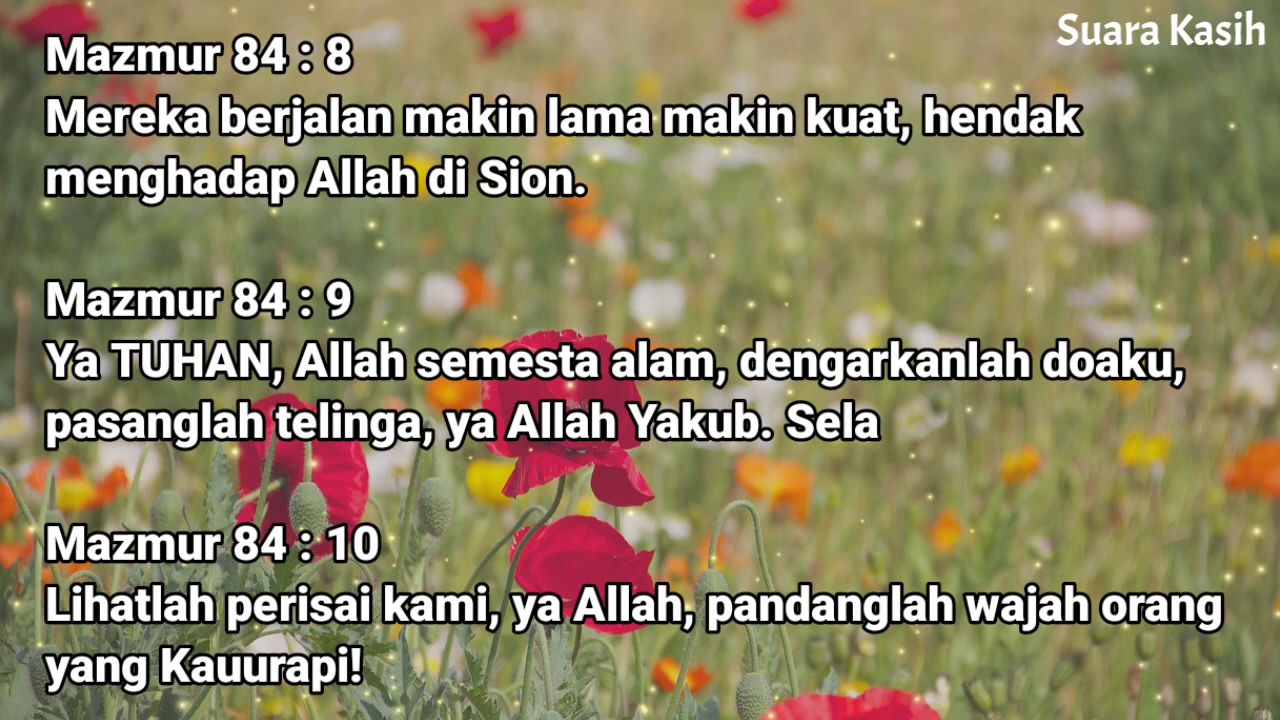 Suara Kasih
Mazmur 84 : 8
Mereka berjalan makin lama makin kuat, hendak
menghadap Allah di Sion.
Mazmur 84 : 9
Ya TUHAN, Allah semesta alam, dengarkanlah doaku,
pasanglah telinga, ya Allah Yakub. Sela
Mazmur 84 : 10
Lihatlah perisai kami, ya Allah, pandanglah wajah orang
yang Kauurapi!